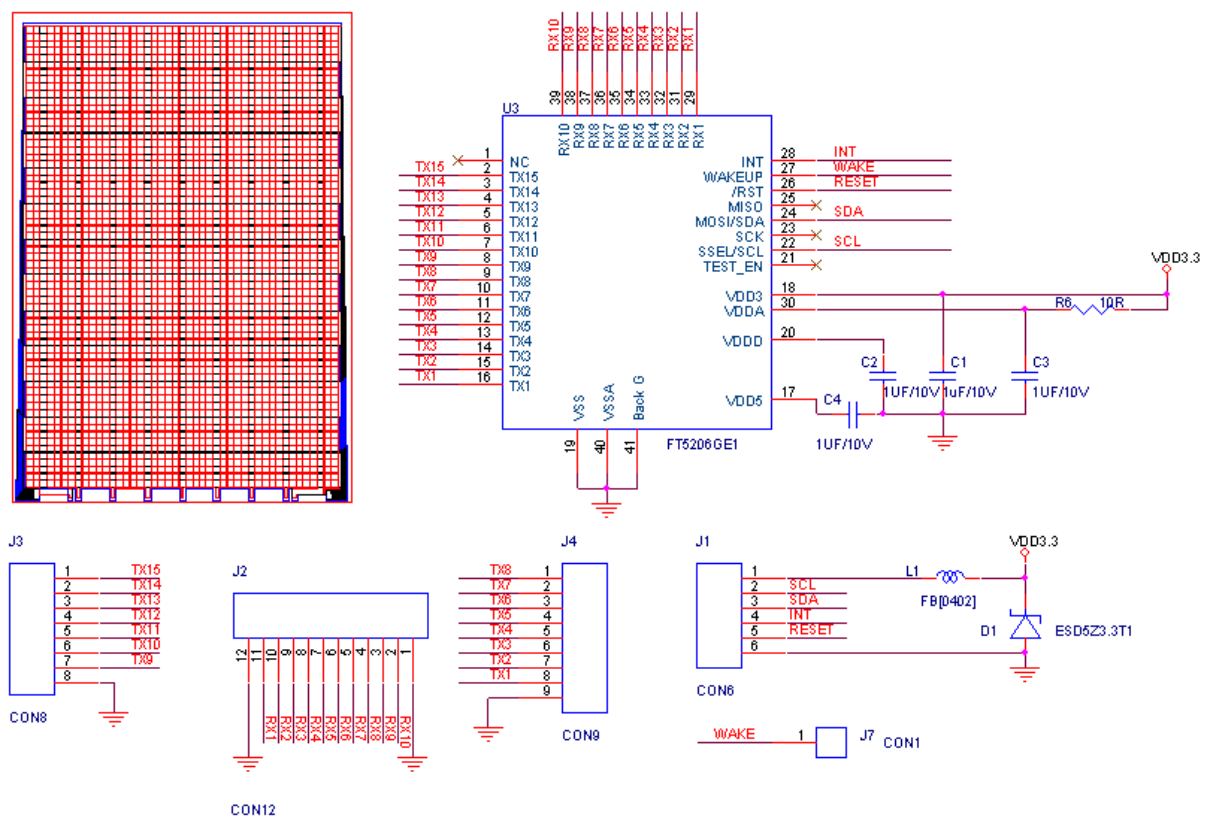 RX10
RX9
RX8
RX7
RX6
RX5
RX4
RX3
RX2
RX1
39
38
37
36
35
34
33
32
31
29
U3
RX10
RX9
RX8
RX7
RX6
RX5
RX4
RX3
RX2
RX1
1 NC
TX15 2 TX15
TX14 3 TX14
TX13 4 TX13
TX12 5 TX12
TX11 6 TX11
TX10 7 TX10
TX9 8 TX9
TX8 9 TX8
TX7 10 TX7
TX6 11 TX6
TX5 12 TX5
TX4 13 TX4
TX3 14 TX3
TX2 15 TX2
TX1 16 TX1
INT 28 INT
WAKEUP 27 WAKE
/RST 26 RESET
MISO 25
MOSI/SDA 24 SDA
SCK 23
SSEL/SCL 22 SCL
TEST_EN 21
VDD3 18
VDDA 30
VDDD 20
VDD5 17
VDD3.3
R6 10R
C2
1UF/10V
C1
1uF/10V
C3
1UF/10V
C4
1UF/10V
VSS
VSSA
Back G
19
40
41
FT5206GE1
J3
1 TX15
2 TX14
3 TX13
4 TX12
5 TX11
6 TX10
7 TX9
8
CON8
J2
12
11
10
9
8
7
6
5
4
3
2
1
RX1
RX2
RX3
RX4
RX5
RX6
RX7
RX8
RX9
RX10
CON12
J4
TX8 1
TX7 2
TX6 3
TX5 4
TX4 5
TX3 6
TX2 7
TX1 8
9
CON9
J1
1
2 SCL
3 SDA
4 INT
5 RESET
6
CON6
VDD3.3
L1
FB[0402]
D1
ESD5Z3.3T1
WAKE 1
J7 CON1